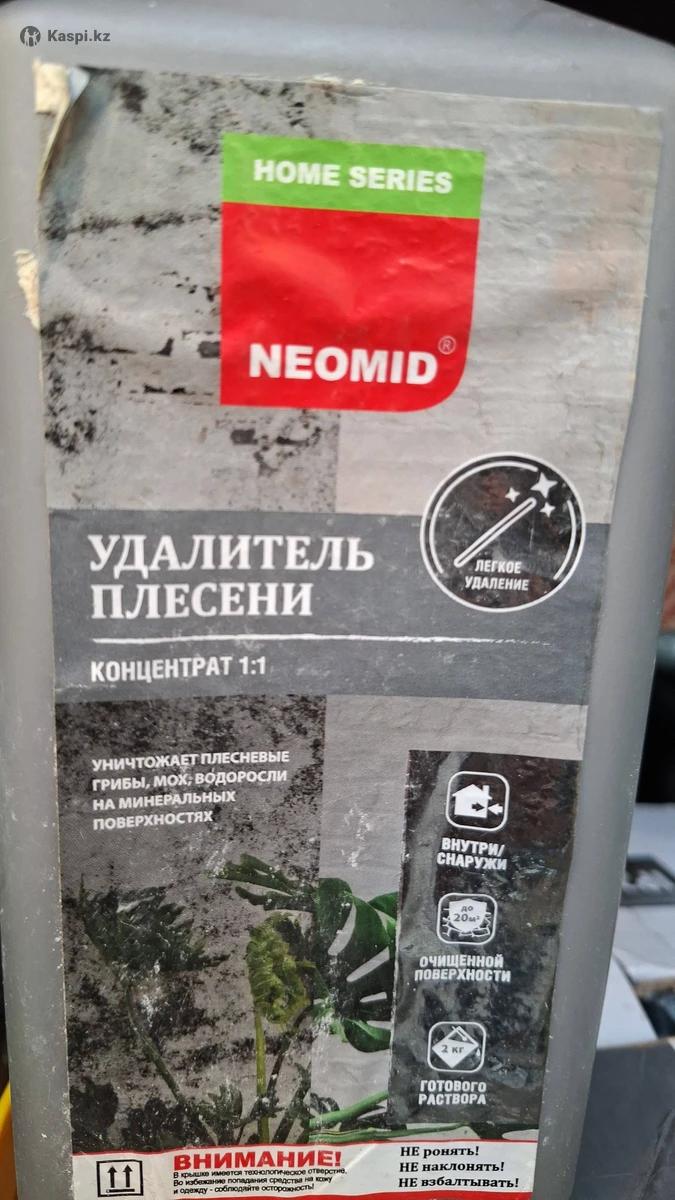 Kaspi.kz
HOME SERIES
NEOMID®
ЛЕГКОЕ
УДАЛЕНИЕ
УДАЛИТЕЛЬ
ПЛЕСЕНИ
КОНЦЕНТРАТ 1:1
УНИЧТОЖАЕТ ПЛЕСНЕВЫЕ
ГРИБЫ, МОХ, ВОДОРОСЛИ
НА МИНЕРАЛЬНЫХ
ПОВЕРХНОСТЯХ
ВНУТРИ/
СНАРУЖИ
до
20м²
ОЧИЩЕННОЙ
ПОВЕРХНОСТИ
2 кг
ГОТОВОГО
РАСТВОРА
ВНИМАНИЕ!
В крышке имеется технологическое отверстие.
Во избежание попадания средства на кожу
и одежду - соблюдайте осторожность!
НЕ ронять!
НЕ наклонять!
НЕ взбалтывать!